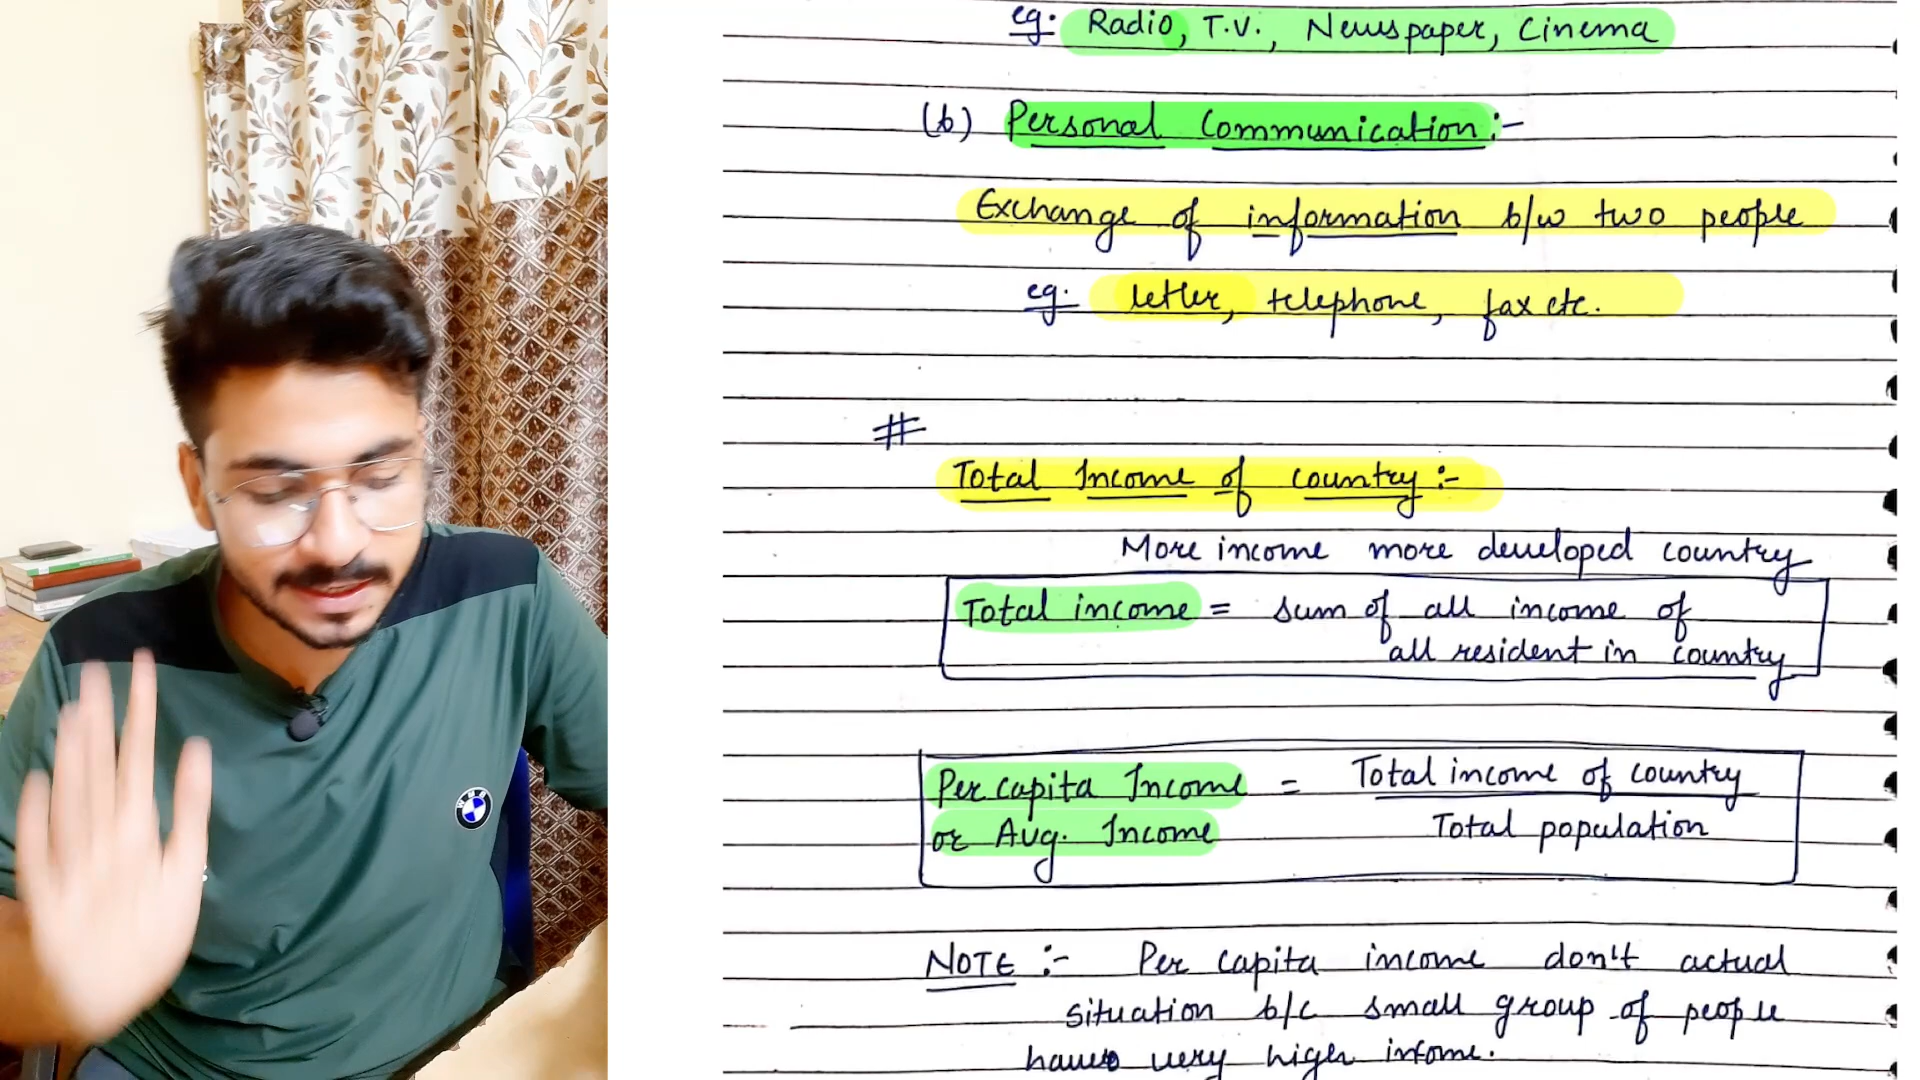 eg:- Radio, T.V., Newspaper, Cinema
(b) Personal Communication:-
Exchange of information b/w two people
eg:- letter, telephone, fax etc.
#
Total Income of country:-
More income more developed country
Total income = sum of all income of
all resident in country
Per capita Income = Total income of country
or Avg. Income Total population
NOTE :- Per capita income don't actual
situation b/c small group of people
have very higer income.
BMW